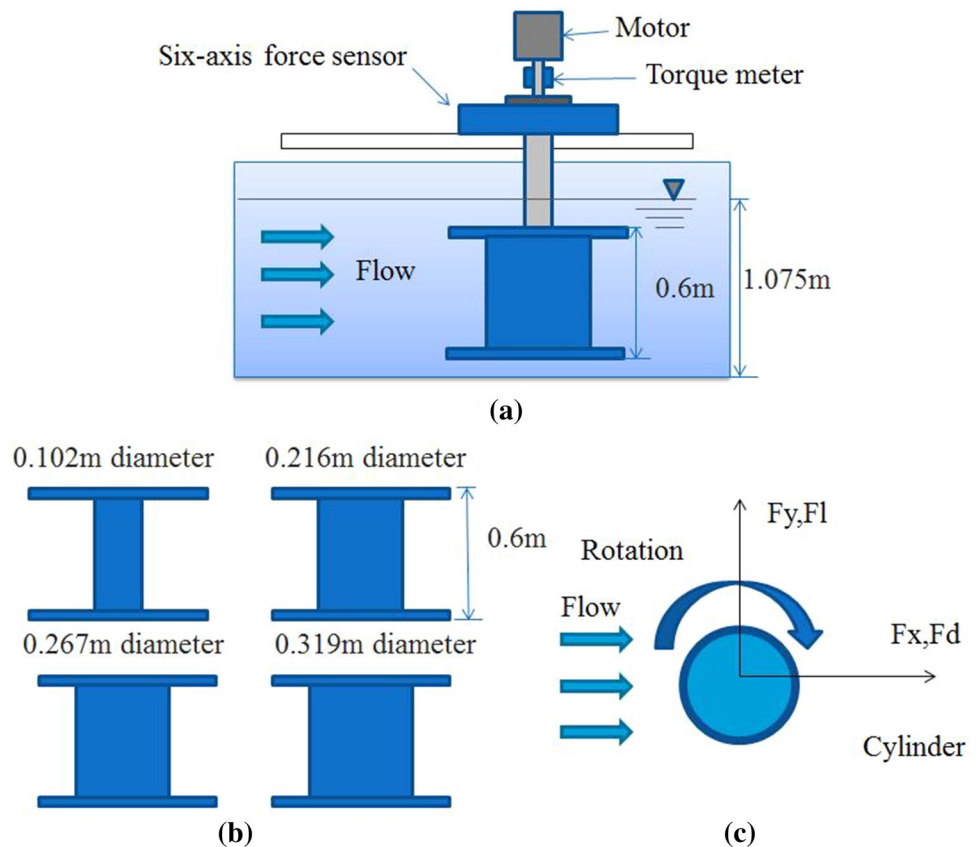 Motor
Six-axis force sensor
Torque meter
Flow
0.6m
1.075m
(a)
0.102m diameter
0.216m diameter
0.6m
0.267m diameter
0.319m diameter
(b)
Fy,Fl
Rotation
Flow
Fx,Fd
Cylinder
(c)